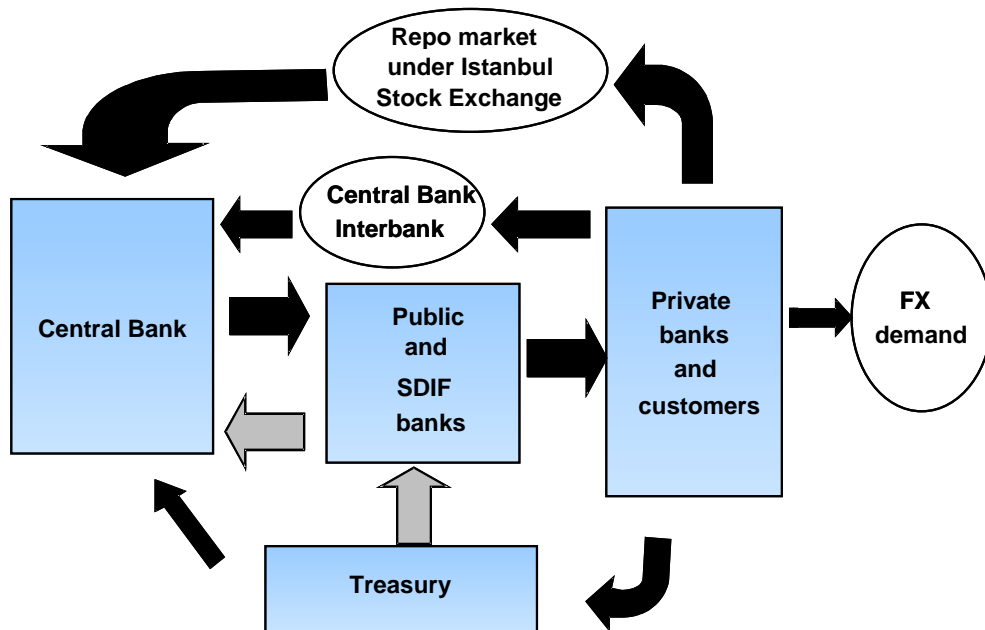 Repo market
under Istanbul
Stock Exchange
Central Bank
Interbank
Central Bank
Public
and
SDIF
banks
Private
banks
and
customers
FX
demand
Treasury